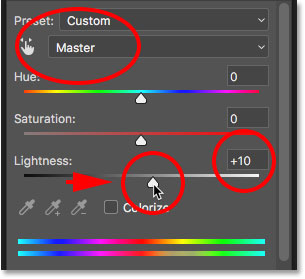 Preset: Custom
Master
Hue: 0
Saturation: 0
Lightness: +10
Colorize